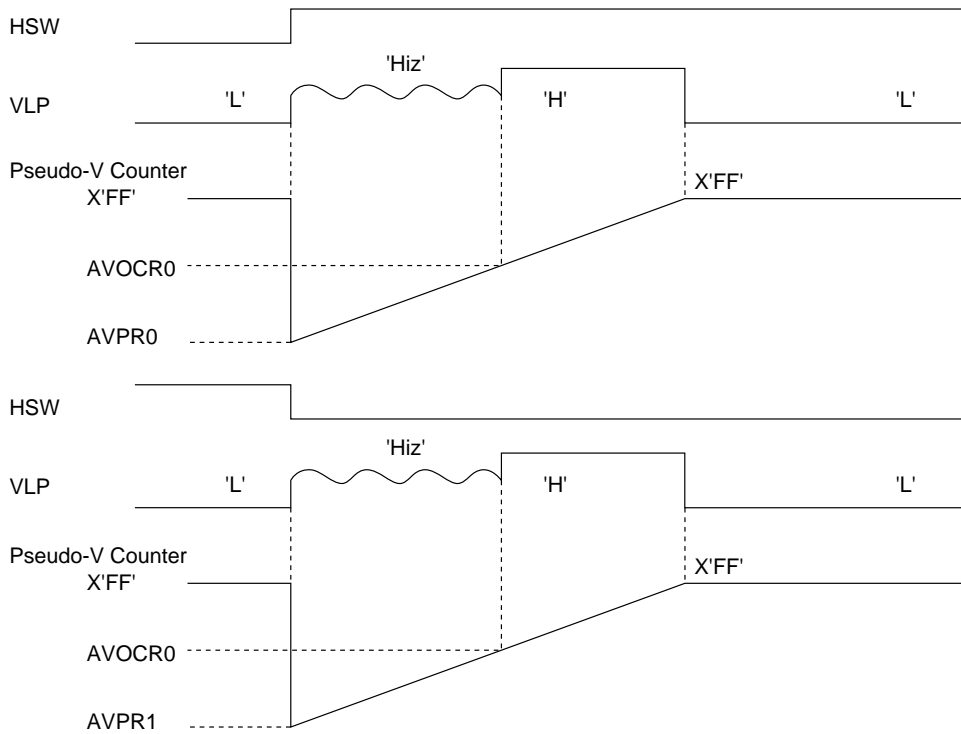 HSW
'Hiz'
VLP 'L' 'H' 'L'
Pseudo-V Counter
X'FF' X'FF'
AVOCR0
AVPR0
HSW
'Hiz'
VLP 'L' 'H' 'L'
Pseudo-V Counter
X'FF' X'FF'
AVOCR0
AVPR1